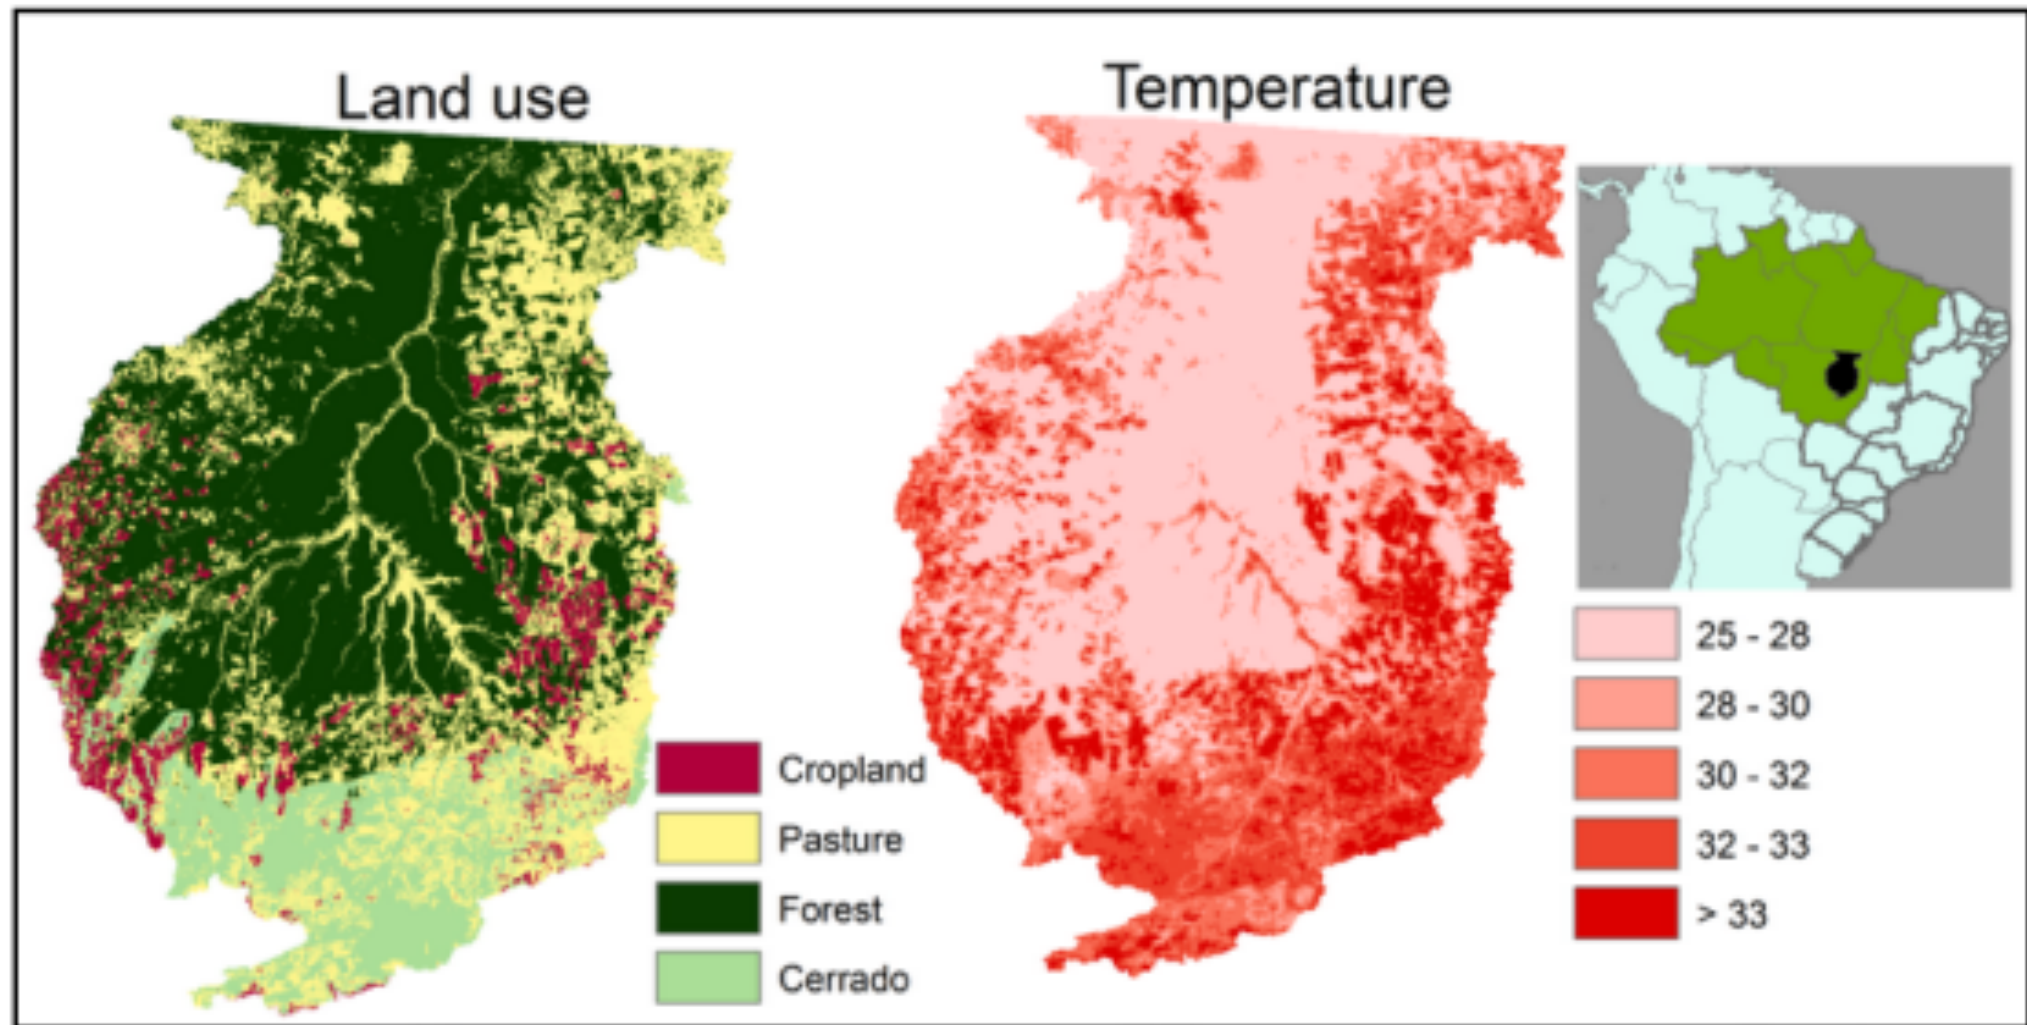 Land use
Temperature
Cropland
Pasture
Forest
Cerrado
25 - 28
28 - 30
30 - 32
32 - 33
> 33